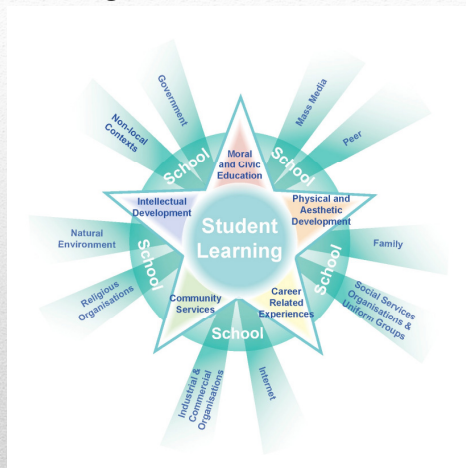 Government
Mass Media
Non-local
Contexts
Peer
School
School
Moral
and Civic
Education
Intellectual
Development
Physical and
Aesthetic
Development
Student
Learning
Natural
Environment
Family
School
School
Religious
Organisations
Social Services
Organisations &
Uniform Groups
Community
Services
Career
Related
Experiences
School
Industrial &
Commercial
Organisations
Internet